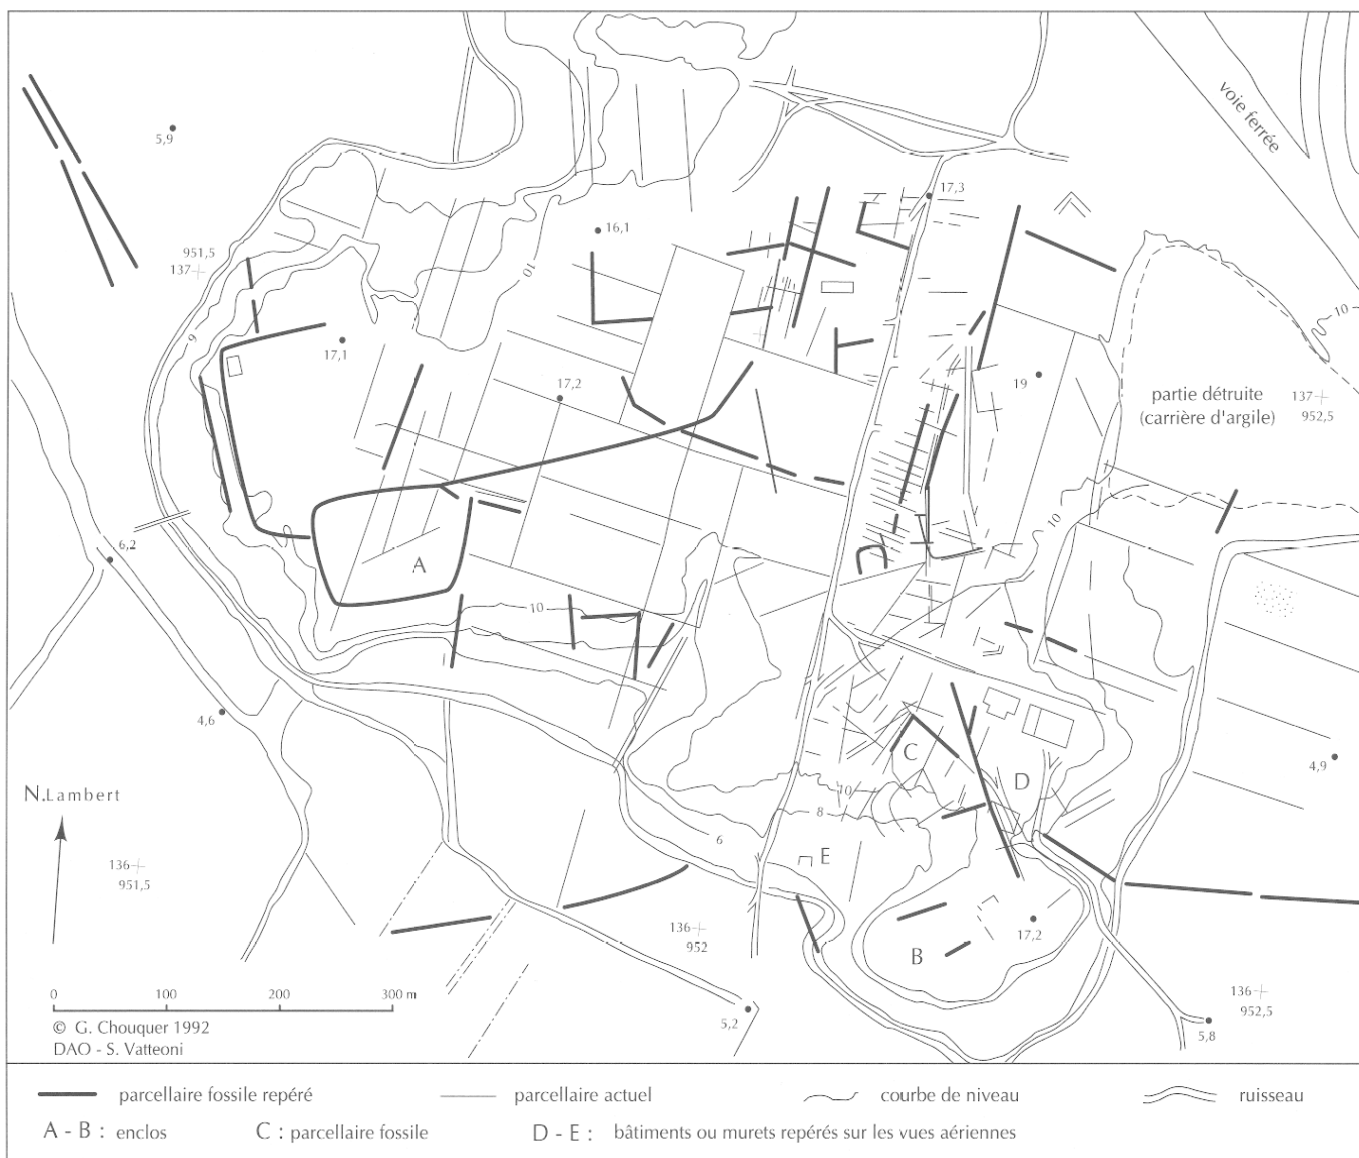 voie ferrée
5,9
17,3
16,1
951,5
137
10
10
9
17,1
17,2
19
partie détruite
(carrière d'argile)
137
952,5
10
6,2
A
10
4,6
C
D
4,9
N.Lambert
10
8
6
E
136
951,5
136
952
B
17,2
136
952,5
0 100 200 300 m
5,2
5,8
© G. Chouquer 1992
DAO - S. Vatteoni
parcellaire fossile repéré parcellaire actuel courbe de niveau ruisseau
A - B : enclos C : parcellaire fossile D - E : bâtiments ou murets repérés sur les vues aériennes